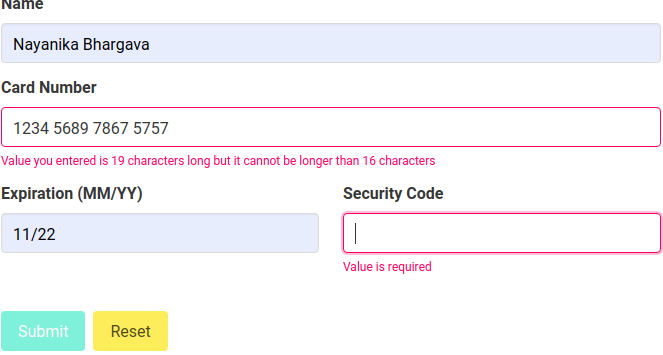 Name
Nayanika Bhargava
Card Number
1234 5689 7867 5757
Value you entered is 19 characters long but it cannot be longer than 16 characters
Expiration (MM/YY)
Security Code
11/22
Value is required
Submit
Reset